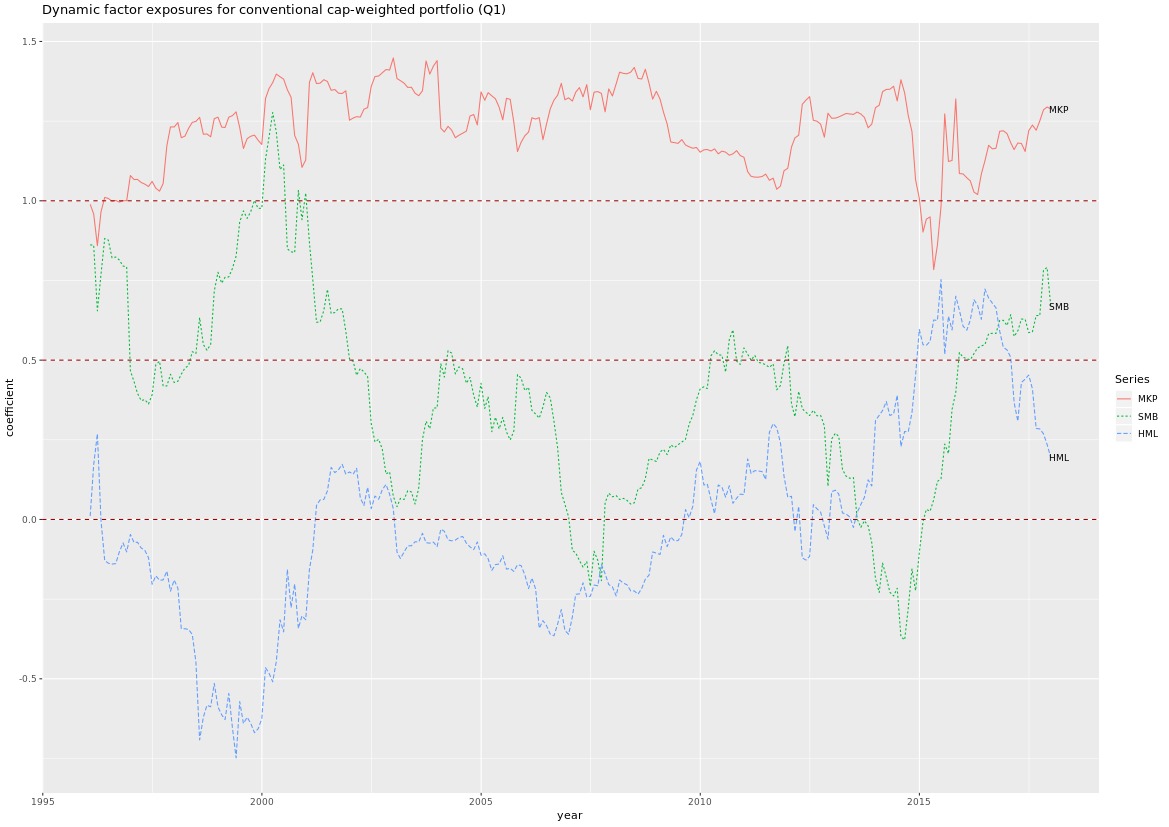 Dynamic factor exposures for conventional cap-weighted portfolio (Q1)
1.5
1.0
0.5
0.0
-0.5
coefficient
1995
2000
2005
2010
2015
year
MKP
SMB
HML
Series
MKP
SMB
HML